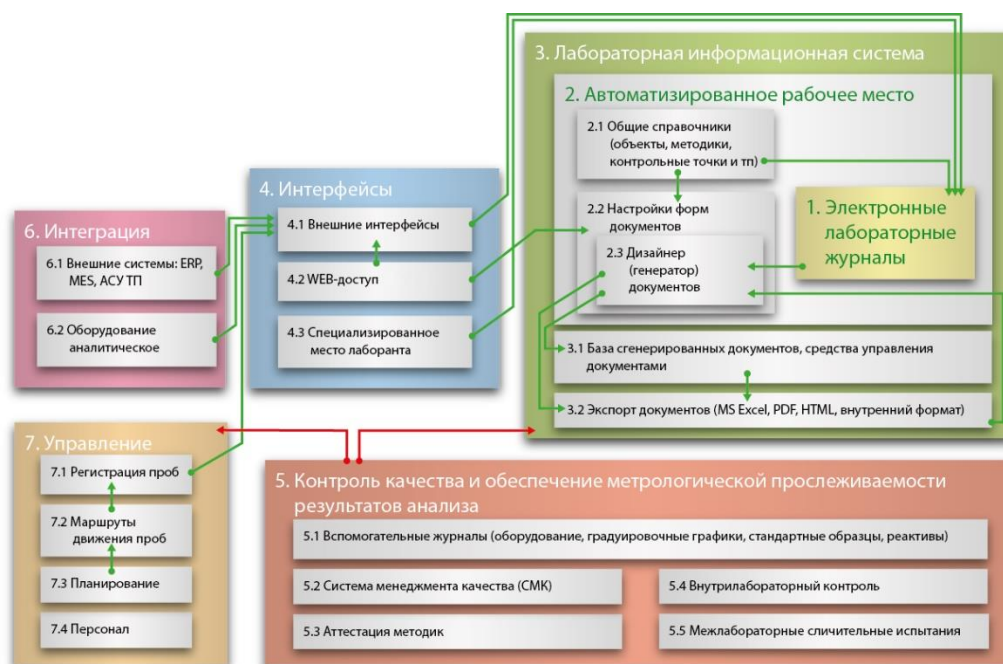 3. Лабораторная информационная система
2. Автоматизированное рабочее место
2.1 Общие справочники
(объекты, методики,
контрольные точки и тп)
2.2 Настройки форм
документов
2.3 Дизайнер
(генератор)
документов
1. Электронные
лабораторные
журналы
3.1 База сгенерированных документов, средства управления
документами
3.2 Экспорт документов (MS Excel, PDF, HTML, внутренний формат)
4. Интерфейсы
4.1 Внешние интерфейсы
4.2 WEB-доступ
4.3 Специализированное
место лаборанта
6. Интеграция
6.1 Внешние системы: ERP,
MES, АСУ ТП
6.2 Оборудование
аналитическое
7. Управление
7.1 Регистрация проб
7.2 Маршруты
движения проб
7.3 Планирование
7.4 Персонал
5. Контроль качества и обеспечение метрологической прослеживаемости
результатов анализа
5.1 Вспомогательные журналы (оборудование, градуировочные графики, стандартные образцы, реактивы)
5.2 Система менеджмента качества (СМК)
5.3 Аттестация методик
5.4 Внутрилабораторный контроль
5.5 Межлабораторные сличительные испытания